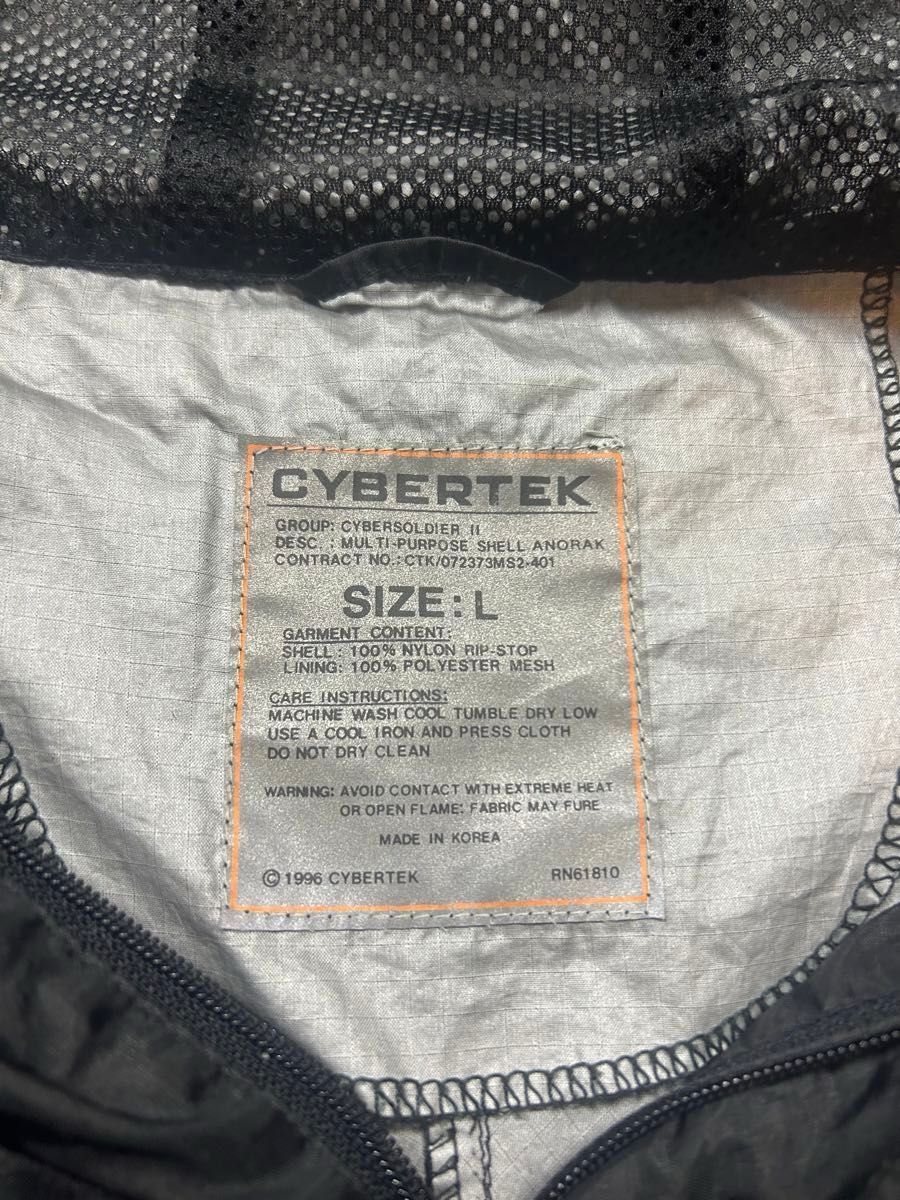 CYBERTEK
GROUP: CYBERSOLDIER II
DESC. : MULTI-PURPOSE SHELL ANORAK
CONTRACT NO.: CTK/072373MS2-401
SIZE: L
GARMENT CONTENT:
SHELL: 100% NYLON RIP-STOP
LINING: 100% POLYESTER MESH
CARE INSTRUCTIONS:
MACHINE WASH COOL TUMBLE DRY LOW
USE A COOL IRON AND PRESS CLOTH
DO NOT DRY CLEAN
WARNING: AVOID CONTACT WITH EXTREME HEAT
OR OPEN FLAME; FABRIC MAY FURE
MADE IN KOREA
© 1996 CYBERTEK RN61810